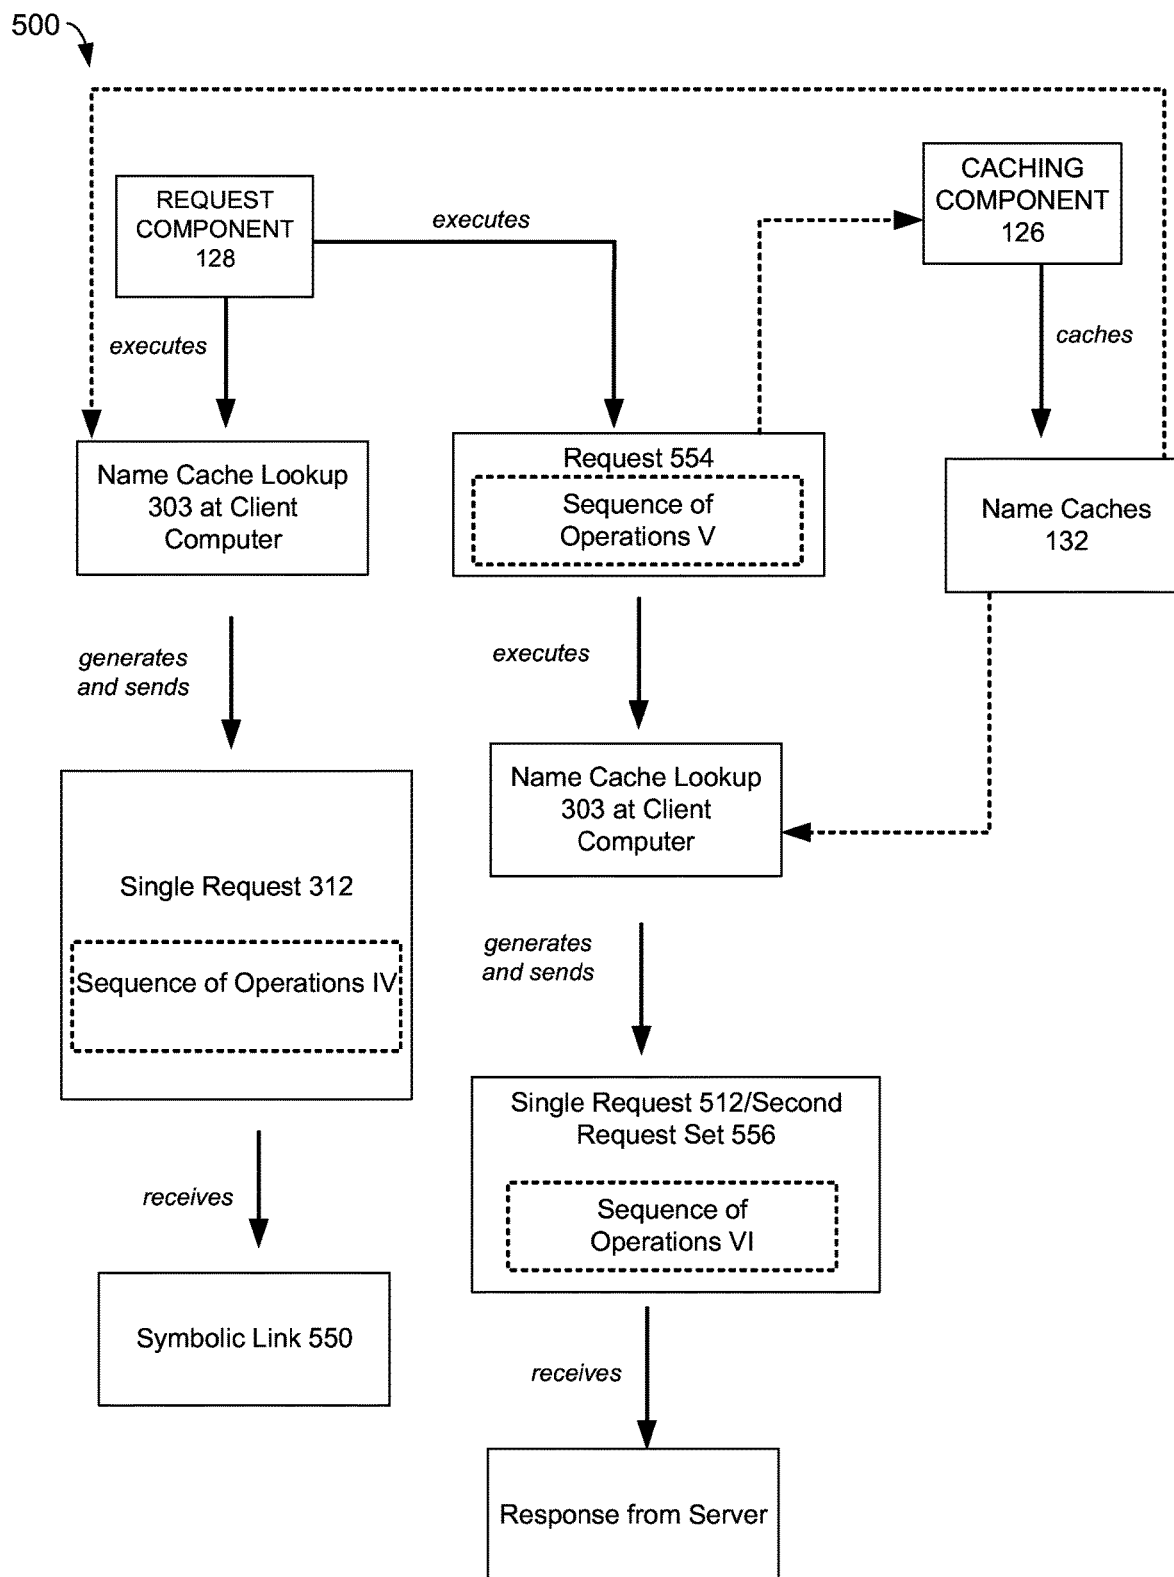 500
REQUEST
COMPONENT
128
executes
CACHING
COMPONENT
126
executes
caches
Name Cache Lookup
303 at Client
Computer
Request 554
Sequence of
Operations V
Name Caches
132
generates
and sends
executes
Name Cache Lookup
303 at Client
Computer
Single Request 312
Sequence of Operations IV
generates
and sends
Single Request 512/Second
Request Set 556
Sequence of
Operations VI
receives
Symbolic Link 550
receives
Response from Server